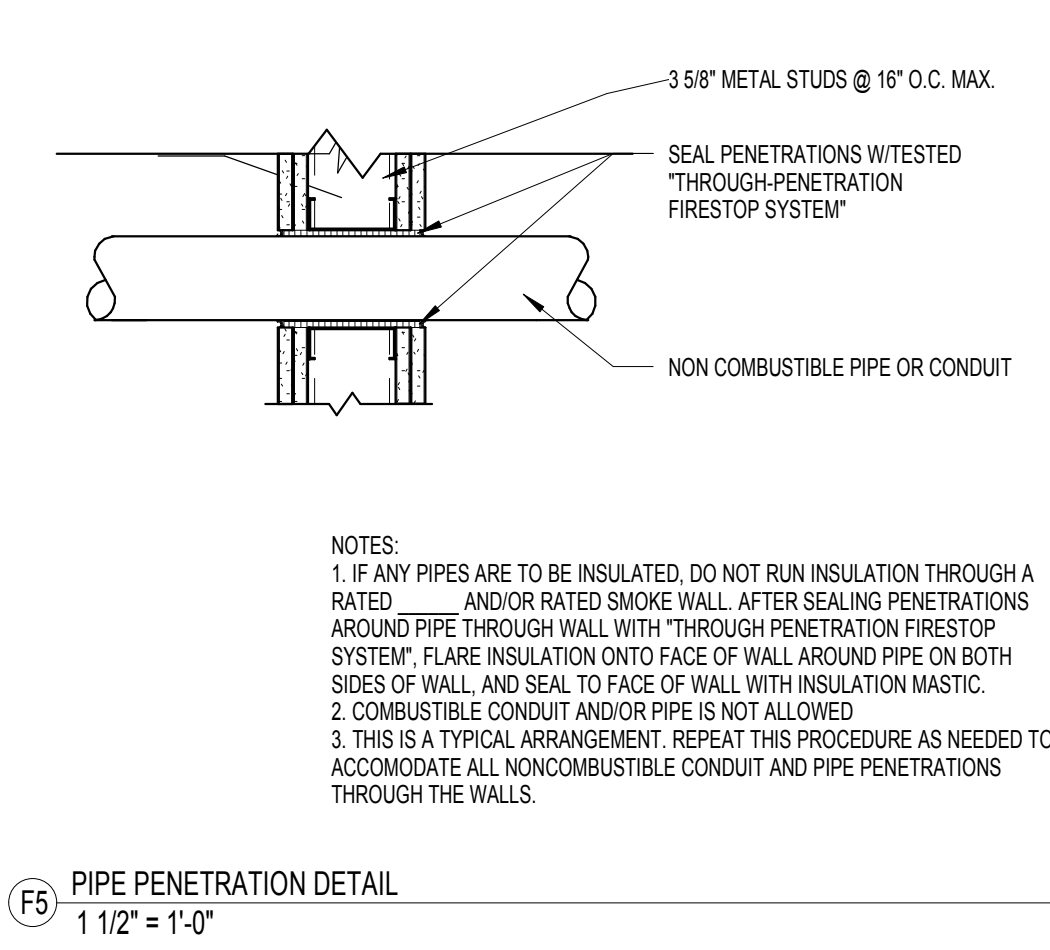 3 5/8" METAL STUDS @ 16" O.C. MAX.
SEAL PENETRATIONS W/TESTED
"THROUGH-PENETRATION
FIRESTOP SYSTEM"
NON COMBUSTIBLE PIPE OR CONDUIT
NOTES:
1. IF ANY PIPES ARE TO BE INSULATED, DO NOT RUN INSULATION THROUGH A
RATED ______ AND/OR RATED SMOKE WALL. AFTER SEALING PENETRATIONS
AROUND PIPE THROUGH WALL WITH "THROUGH PENETRATION FIRESTOP
SYSTEM", FLARE INSULATION ONTO FACE OF WALL AROUND PIPE ON BOTH
SIDES OF WALL, AND SEAL TO FACE OF WALL WITH INSULATION MASTIC.
2. COMBUSTIBLE CONDUIT AND/OR PIPE IS NOT ALLOWED
3. THIS IS A TYPICAL ARRANGEMENT. REPEAT THIS PROCEDURE AS NEEDED TO
ACCOMODATE ALL NONCOMBUSTIBLE CONDUIT AND PIPE PENETRATIONS
THROUGH THE WALLS.
F5 PIPE PENETRATION DETAIL
1 1/2" = 1'-0"